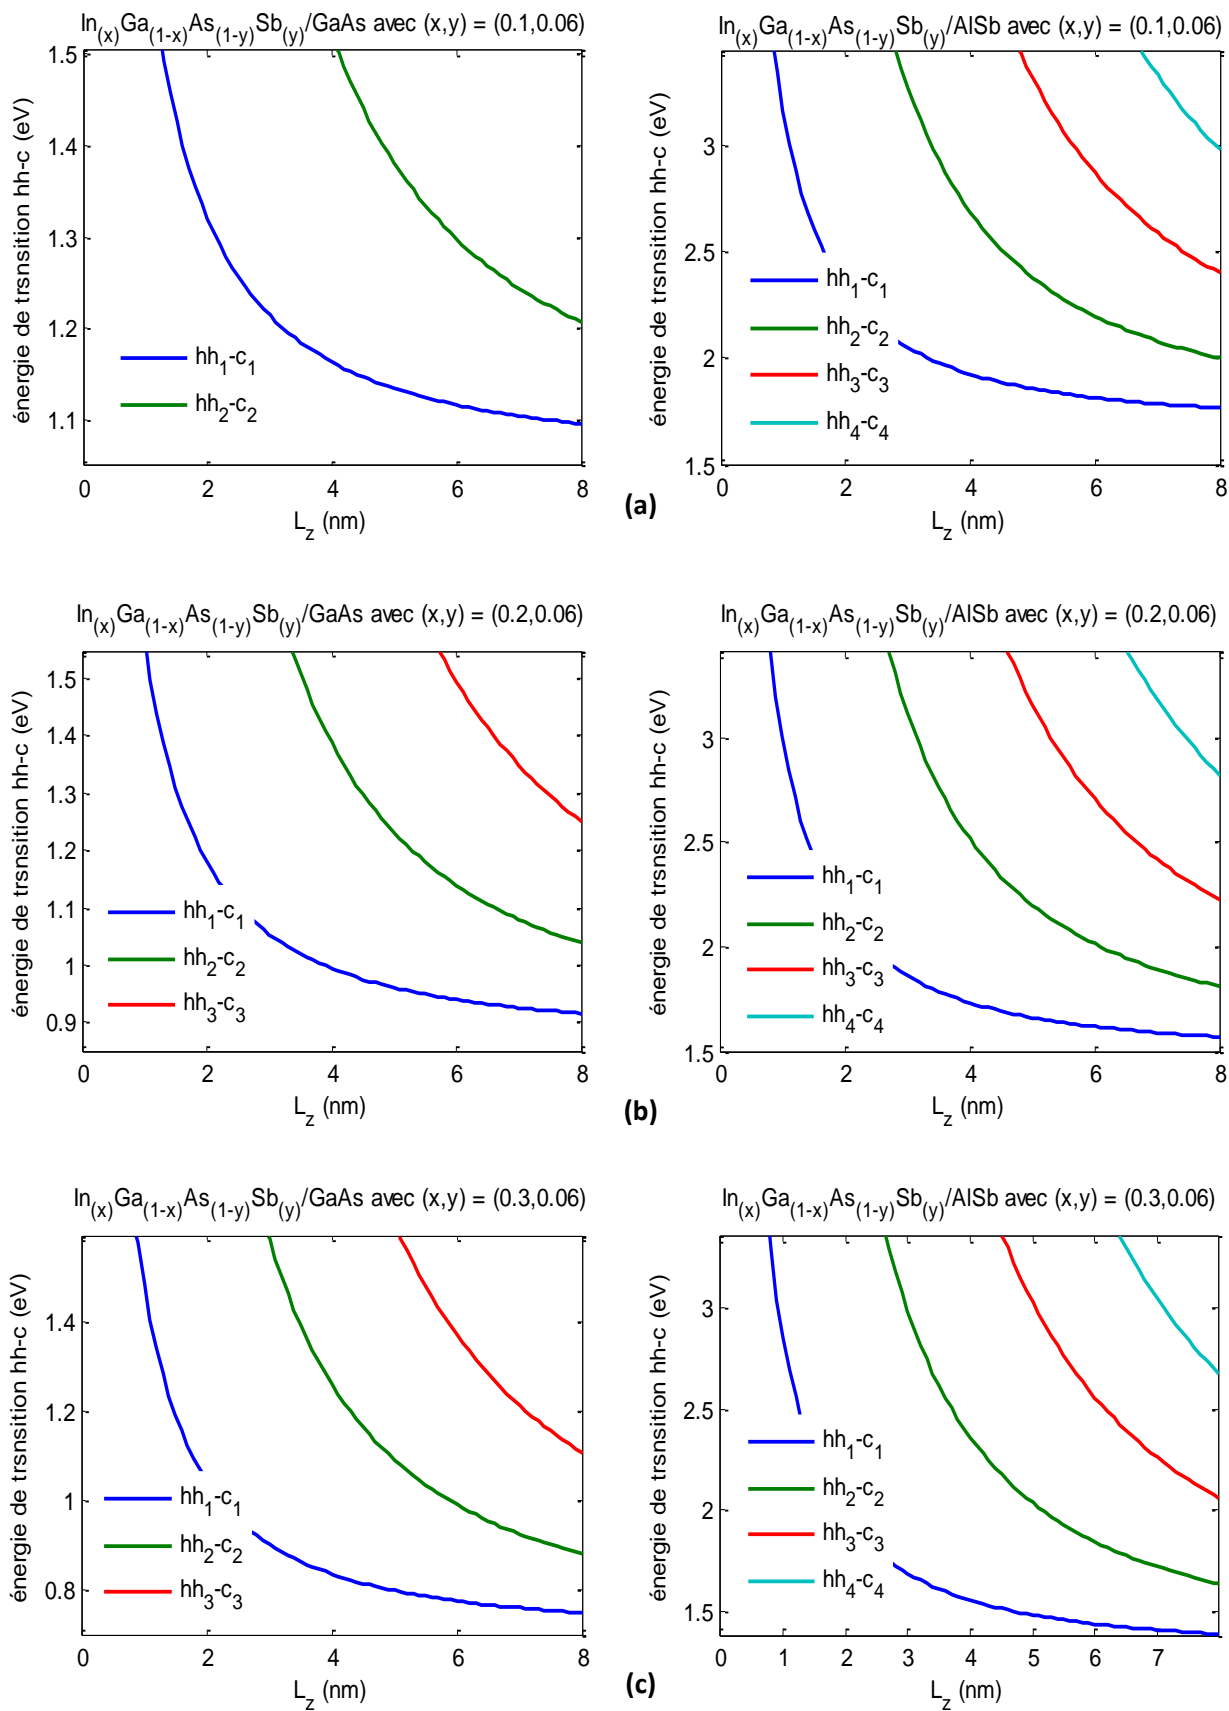 In(x)Ga(1-x)As(1-y)Sb(y)/GaAs avec (x,y) = (0.1,0.06)
énergie de trsnsition hh-c (eV)
1.5
1.4
1.3
1.2
1.1
hh1-c1
hh2-c2
0 2 4 6 8
Lz (nm)
In(x)Ga(1-x)As(1-y)Sb(y)/AlSb avec (x,y) = (0.1,0.06)
énergie de trsnsition hh-c (eV)
3
2.5
2
1.5
hh1-c1
hh2-c2
hh3-c3
hh4-c4
0 2 4 6 8
Lz (nm)
(a)
In(x)Ga(1-x)As(1-y)Sb(y)/GaAs avec (x,y) = (0.2,0.06)
énergie de trsnsition hh-c (eV)
1.5
1.4
1.3
1.2
1.1
1
0.9
hh1-c1
hh2-c2
hh3-c3
0 2 4 6 8
Lz (nm)
In(x)Ga(1-x)As(1-y)Sb(y)/AlSb avec (x,y) = (0.2,0.06)
énergie de trsnsition hh-c (eV)
3
2.5
2
1.5
hh1-c1
hh2-c2
hh3-c3
hh4-c4
0 2 4 6 8
Lz (nm)
(b)
In(x)Ga(1-x)As(1-y)Sb(y)/GaAs avec (x,y) = (0.3,0.06)
énergie de trsnsition hh-c (eV)
1.4
1.2
1
0.8
hh1-c1
hh2-c2
hh3-c3
0 2 4 6 8
Lz (nm)
In(x)Ga(1-x)As(1-y)Sb(y)/AlSb avec (x,y) = (0.3,0.06)
énergie de trsnsition hh-c (eV)
3
2.5
2
1.5
hh1-c1
hh2-c2
hh3-c3
hh4-c4
0 1 2 3 4 5 6 7
Lz (nm)
(c)